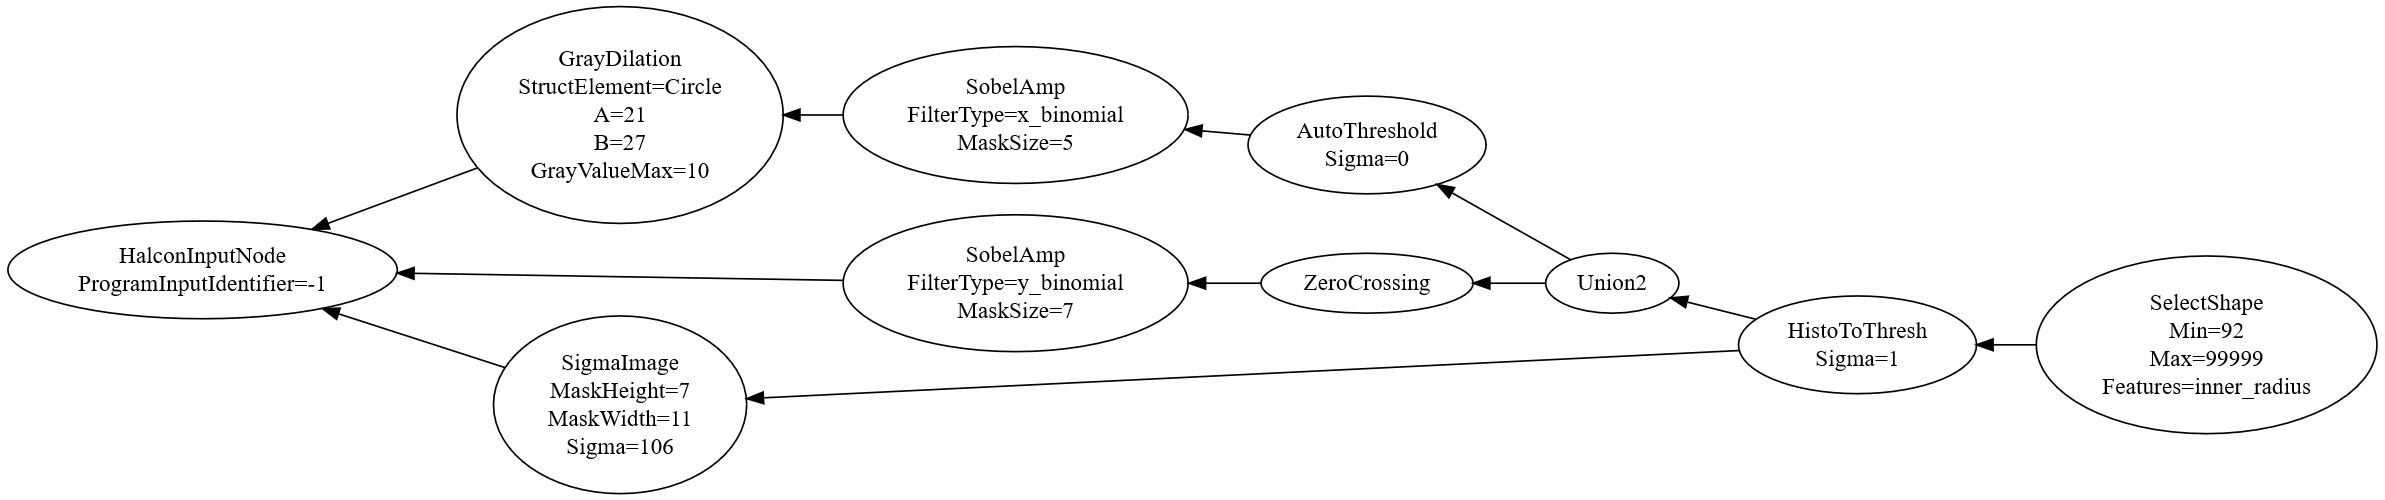 GrayDilation
StructElement=Circle
A=21
B=27
GrayValueMax=10
SobelAmp
FilterType=x_binomial
MaskSize=5
AutoThreshold
Sigma=0
HalconInputNode
ProgramInputIdentifier=-1
SobelAmp
FilterType=y_binomial
MaskSize=7
ZeroCrossing
Union2
SigmaImage
MaskHeight=7
MaskWidth=11
Sigma=106
HistoToThresh
Sigma=1
SelectShape
Min=92
Max=99999
Features=inner_radius